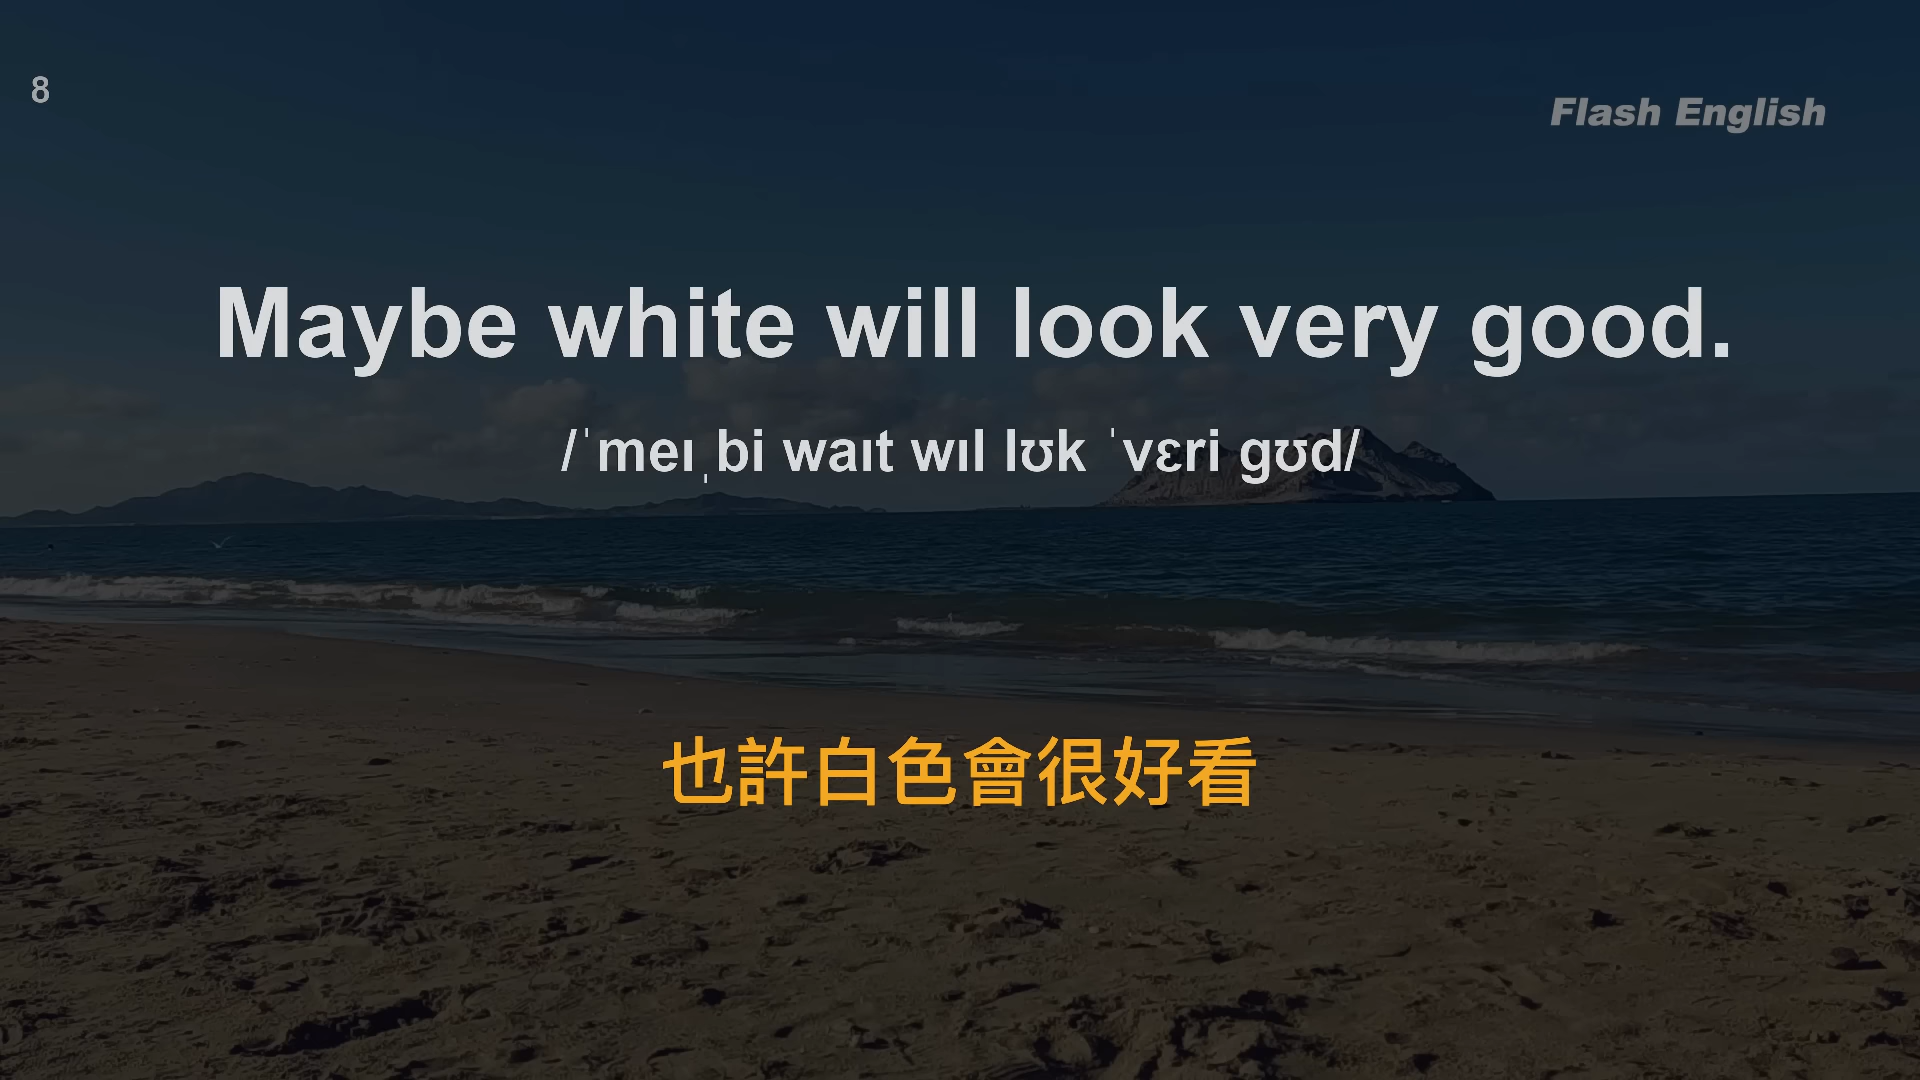 8
Flash English
Maybe white will look very good.
/ˈmeɪˌbi waɪt wɪl lʊk ˈvɛri gʊd/
也許白色會很好看